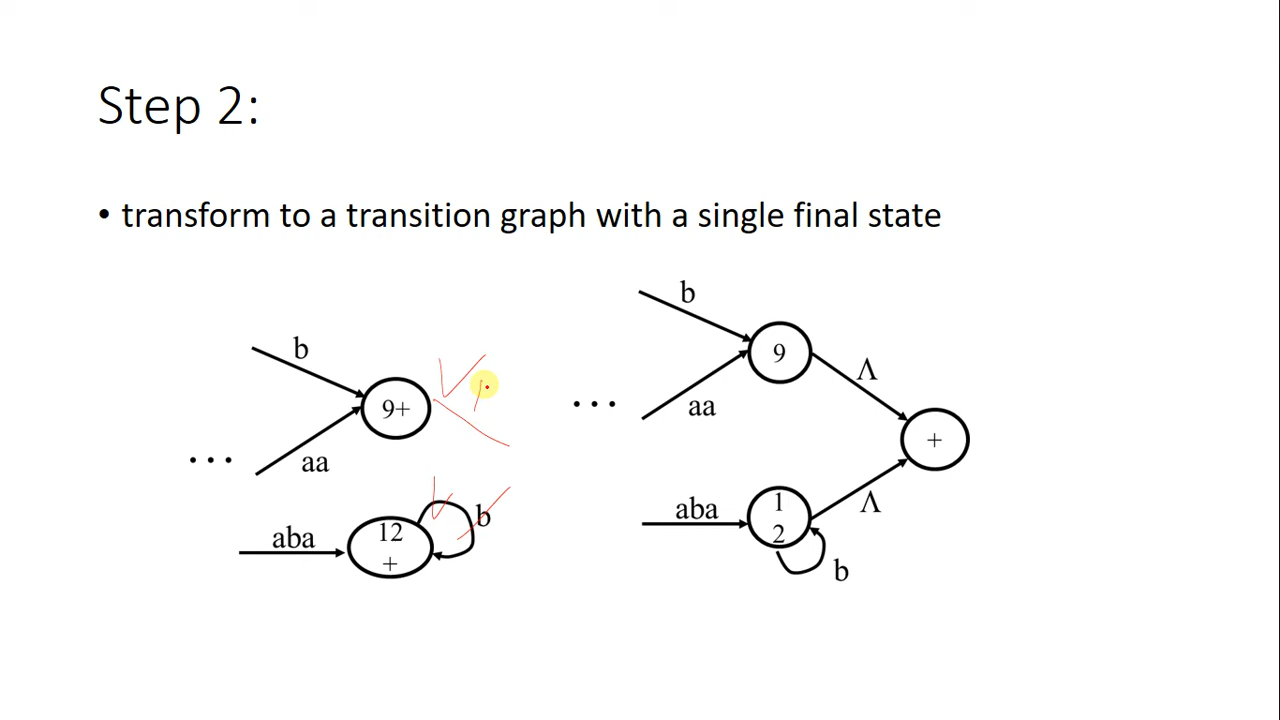 Step 2:
• transform to a transition graph with a single final state
b
9+
aa
...
aba
12
+
b
b
9
Λ
...
aa
+
aba
1
2
Λ
b